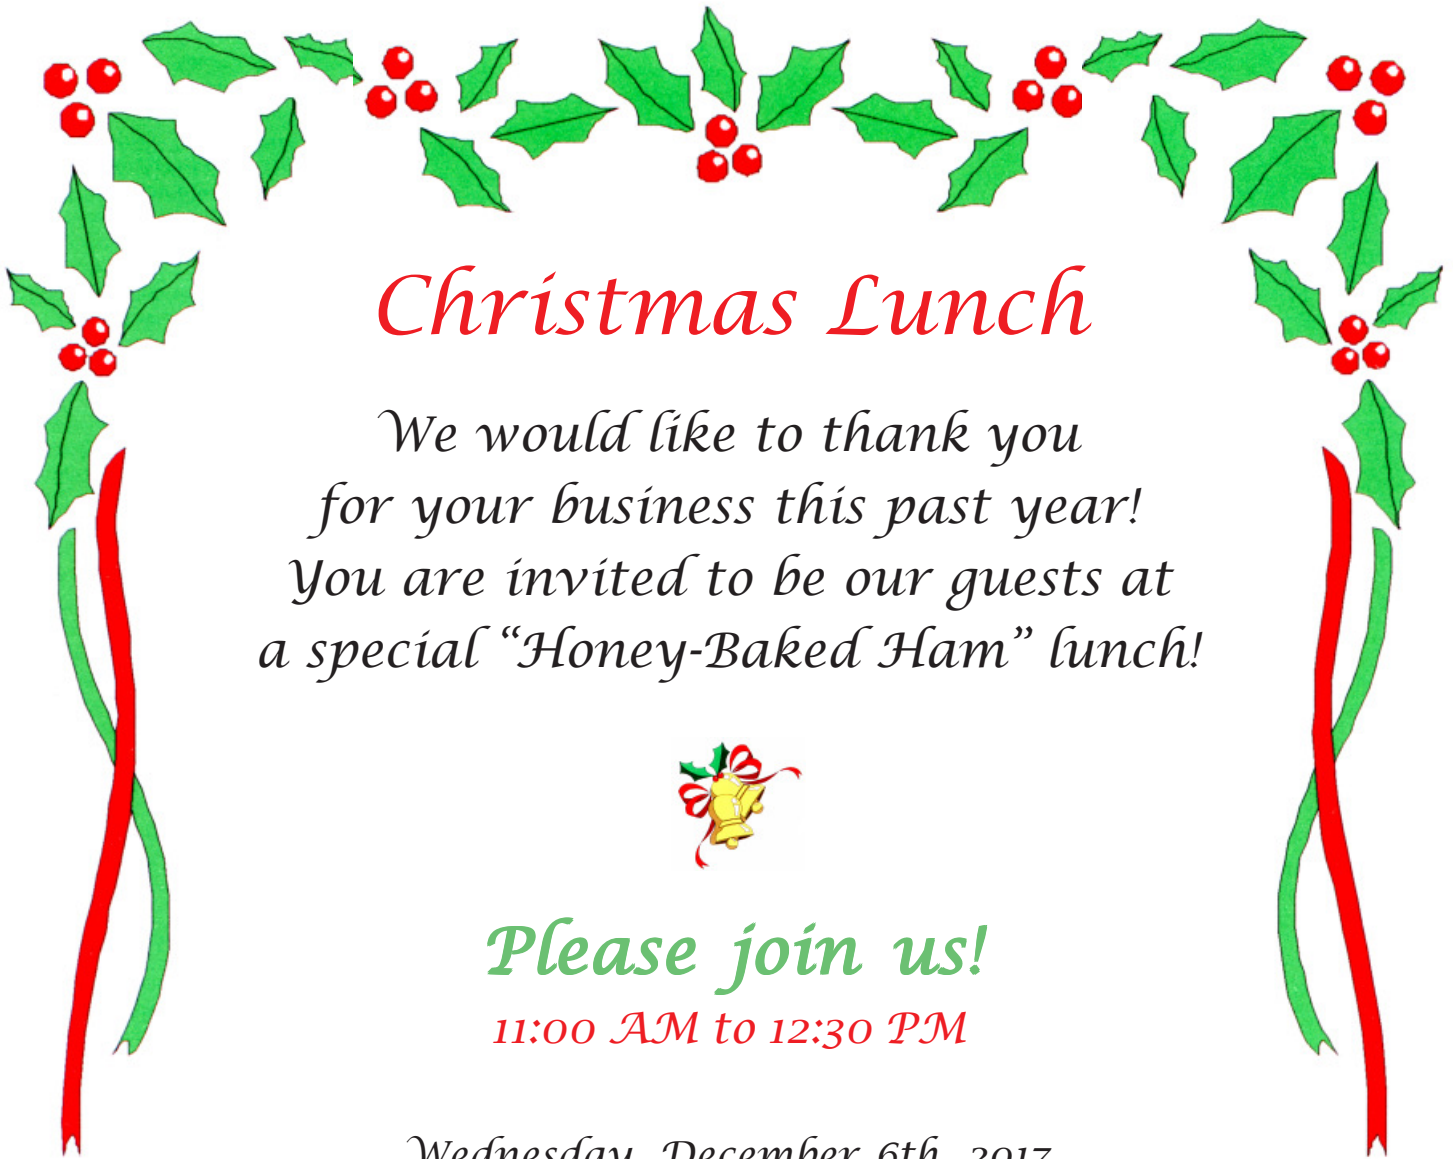 Christmas Lunch
We would like to thank you
for your business this past year!
You are invited to be our guests at
a special “Honey-Baked Ham” lunch!
Please join us!
11:00 AM to 12:30 PM
Wednesday, December 6th, 2017